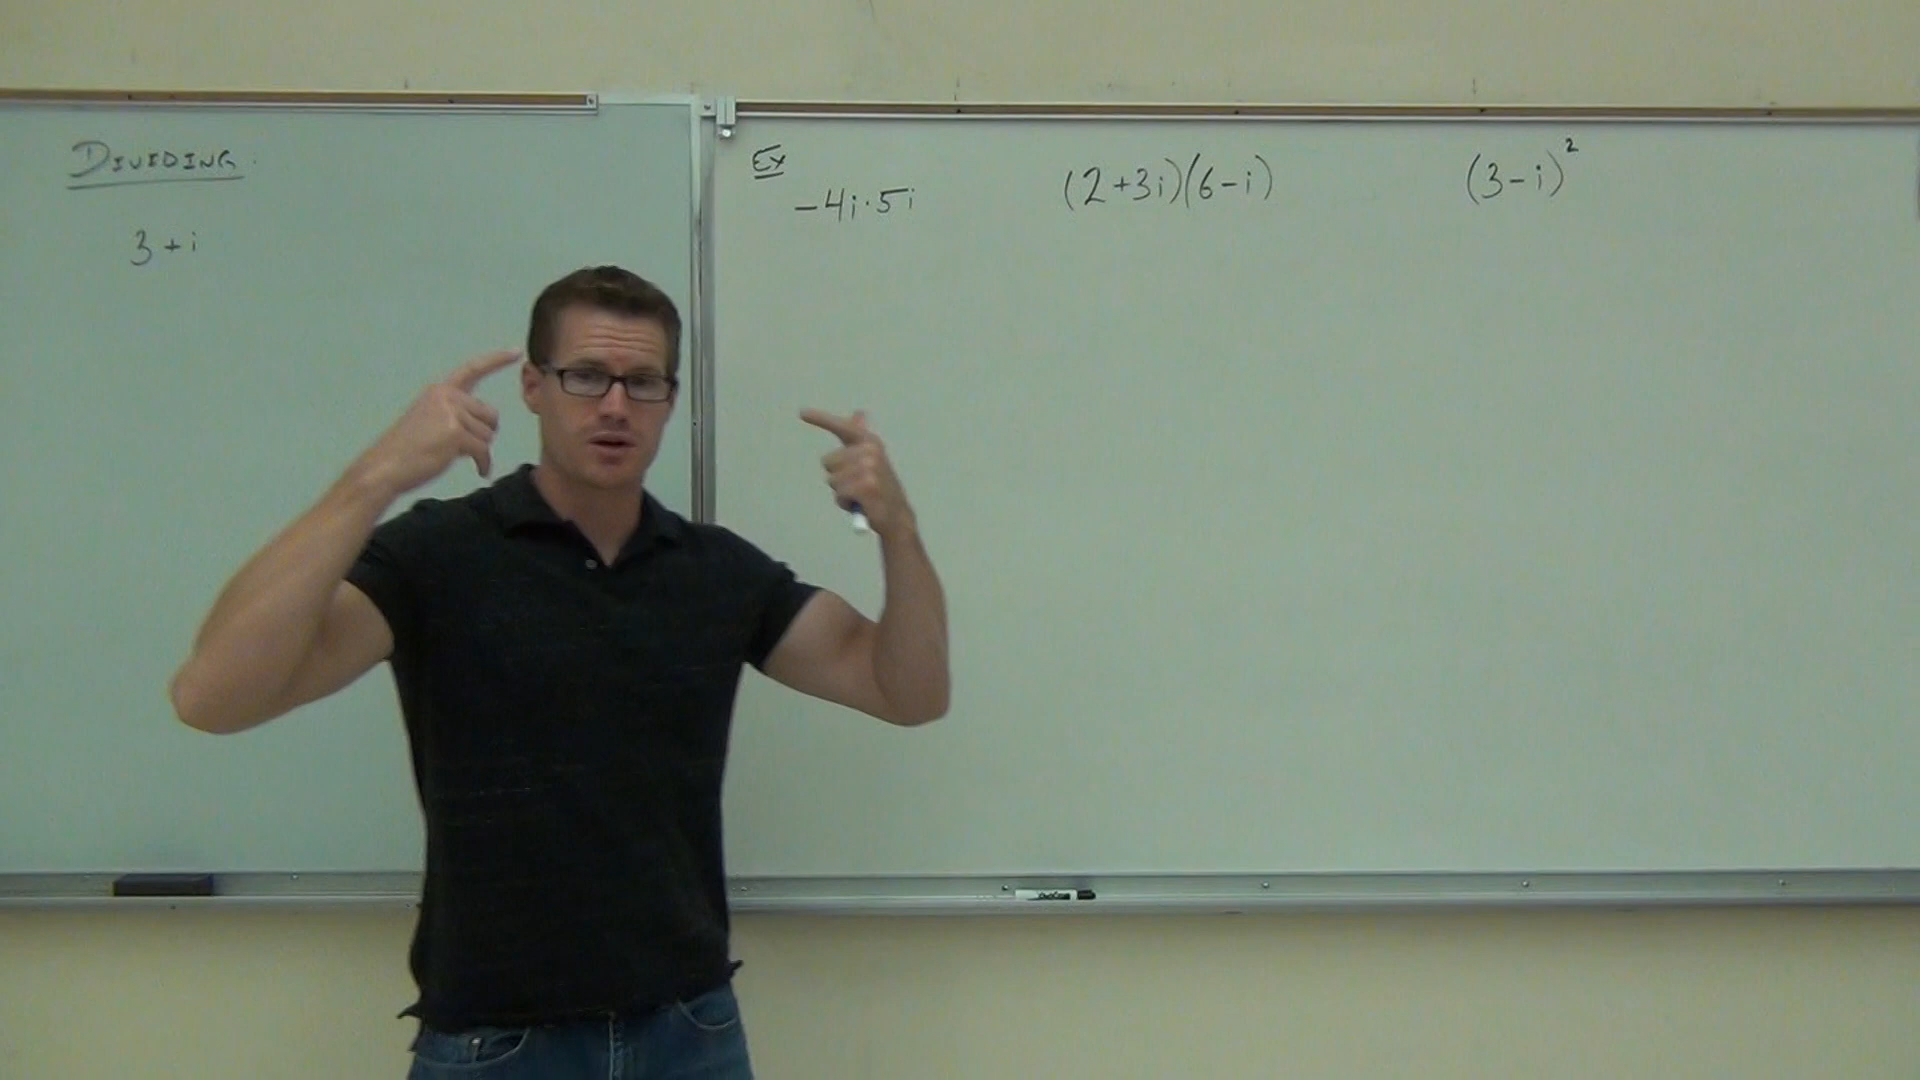 DIVIDING:
3 + i
Ex
-4i·5i
(2+3i)(6-i)
(3-i)²